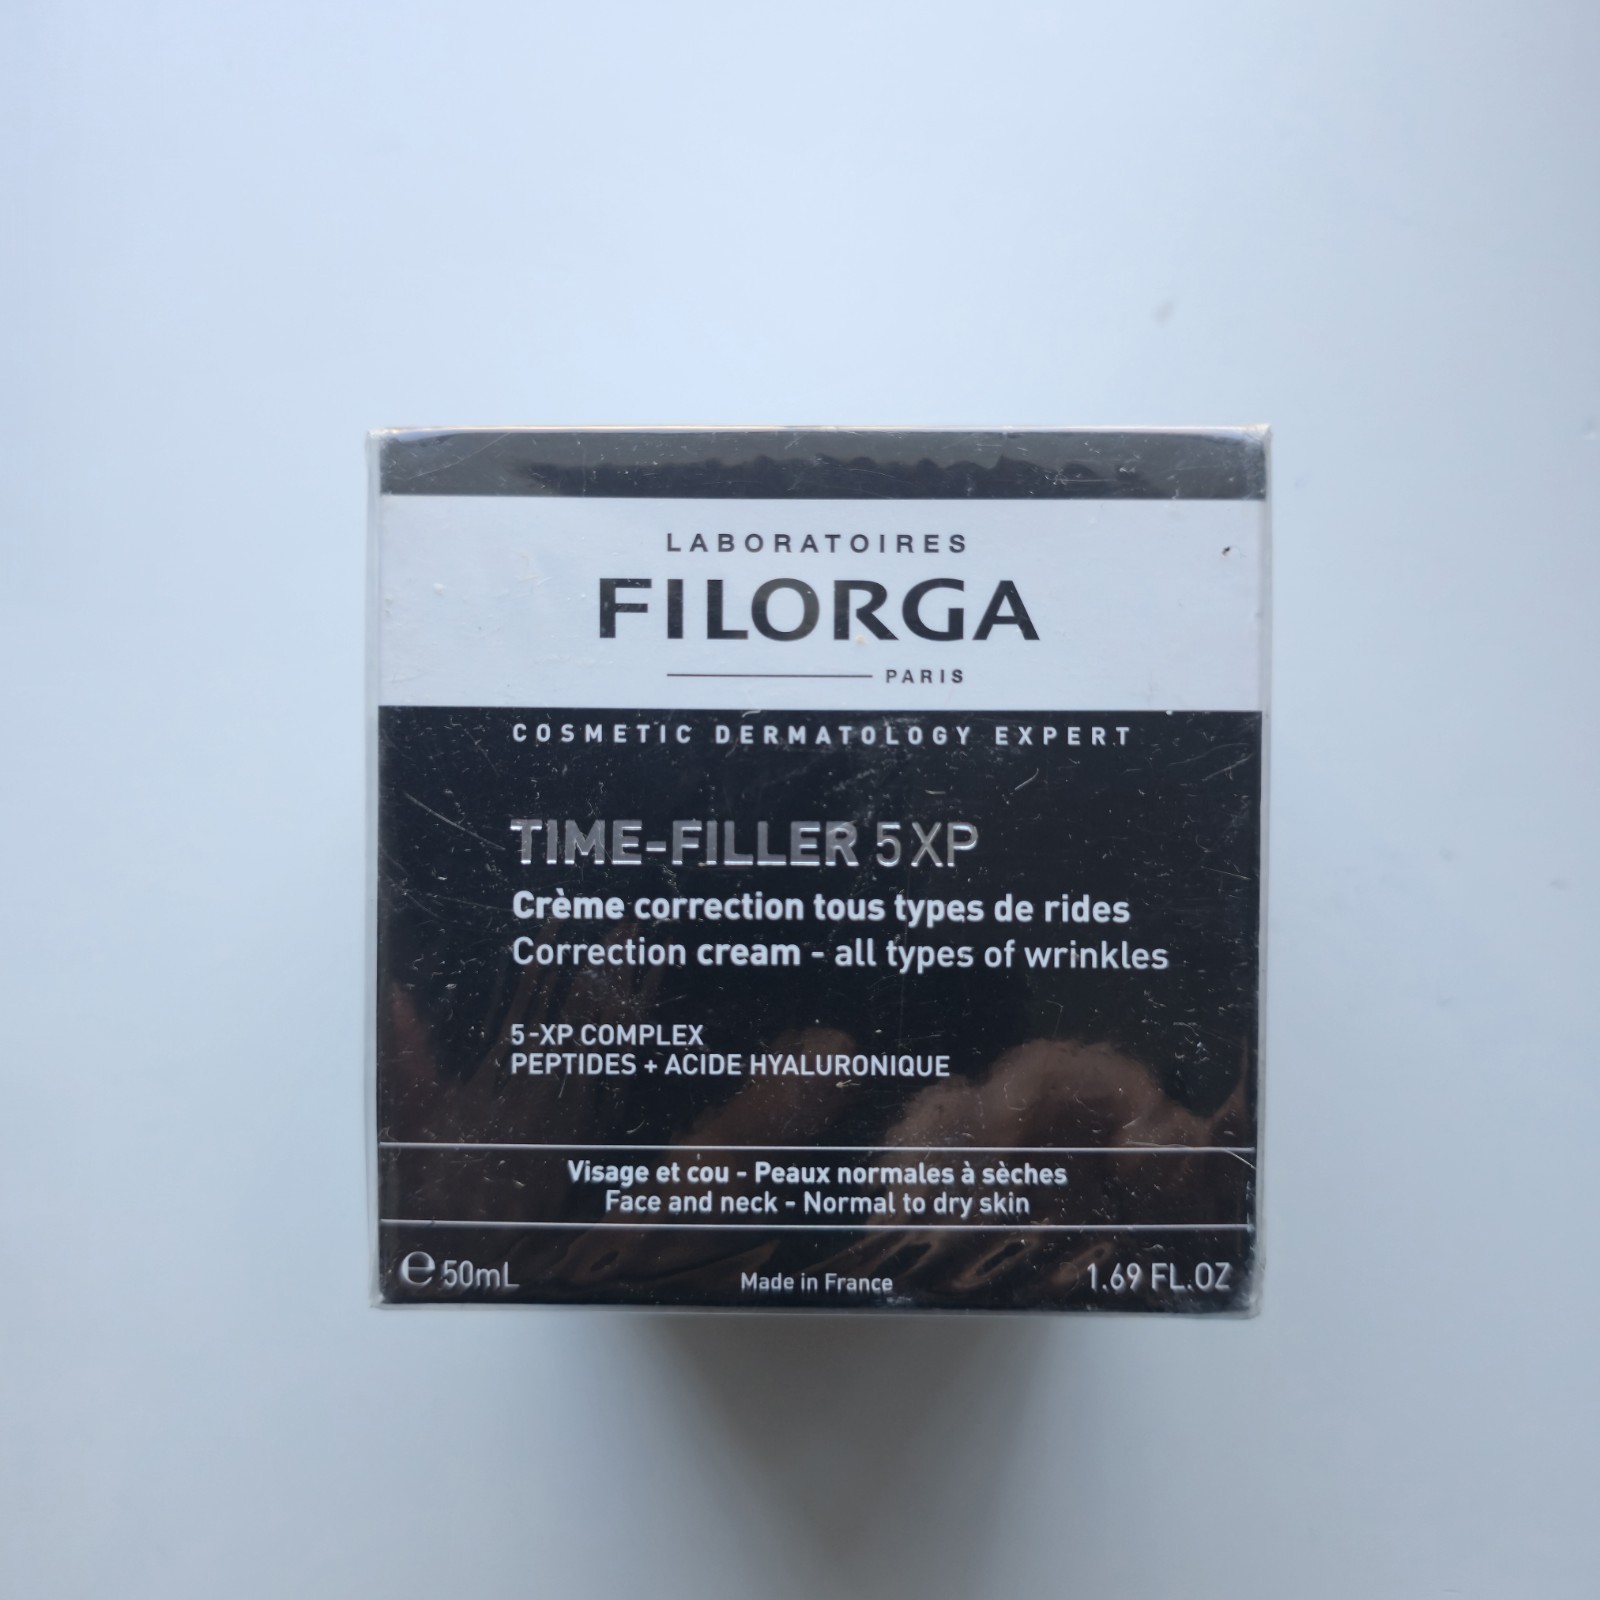 LABORATOIRES
FILORGA
PARIS
COSMETIC DERMATOLOGY EXPERT
TIME-FILLER 5 XP
Crème correction tous types de rides
Correction cream - all types of wrinkles
5-XP COMPLEX
PEPTIDES + ACIDE HYALURONIQUE
Visage et cou - Peaux normales à sèches
Face and neck - Normal to dry skin
℮ 50mL
Made in France
1.69 FL.OZ